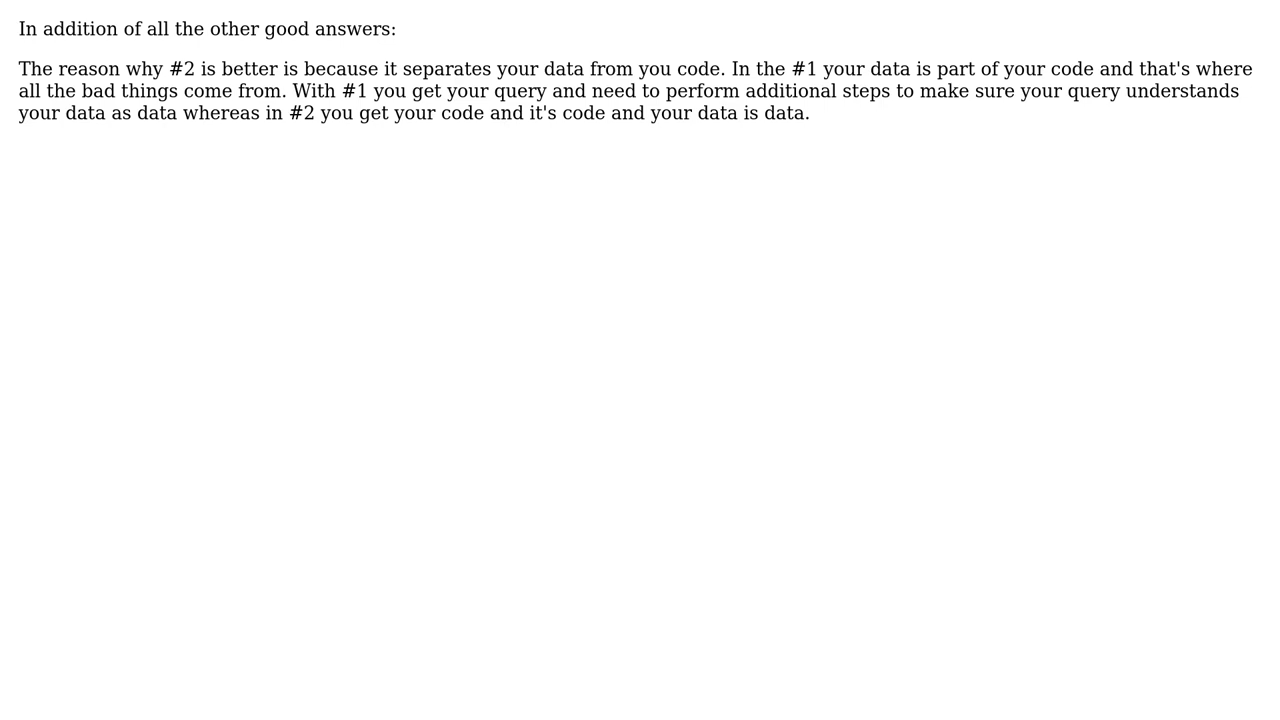 In addition of all the other good answers:
The reason why #2 is better is because it separates your data from you code. In the #1 your data is part of your code and that's where
all the bad things come from. With #1 you get your query and need to perform additional steps to make sure your query understands
your data as data whereas in #2 you get your code and it's code and your data is data.